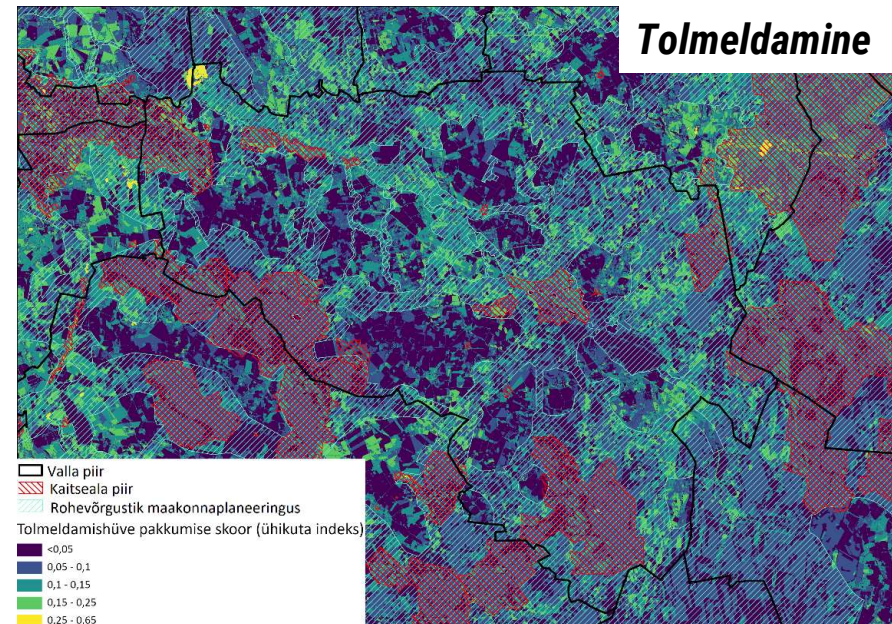 Tolmeldamine
Valla piir
Kaitseala piir
Rohevõrgustik maakonnaplaneeringus
Tolmeldamishüve pakkumise skoor (ühikuta indeks)
<0,05
0,05 - 0,1
0,1 - 0,15
0,15 - 0,25
0,25 - 0,65